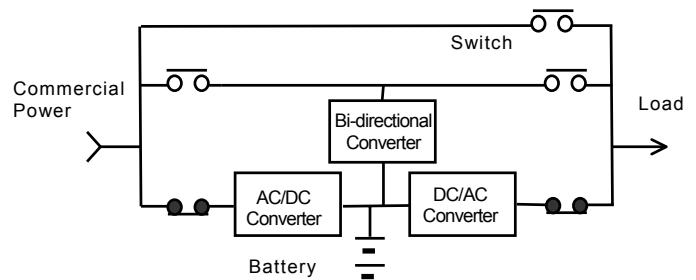 Switch
Commercial
Power
Load
Bi-directional
Converter
AC/DC
Converter
DC/AC
Converter
Battery